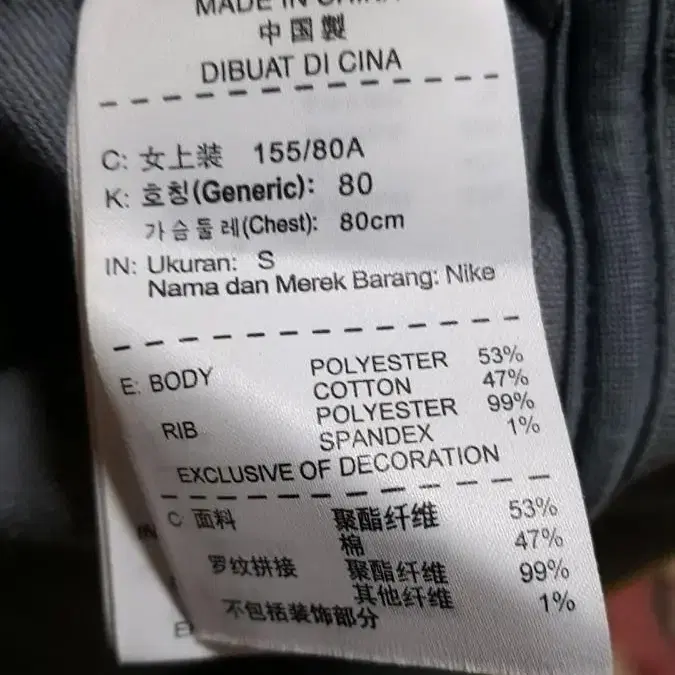 MADE IN CHINA
中国製
DIBUAT DI CINA
C: 女上装 155/80A
K: 호칭(Generic): 80
가슴둘레(Chest): 80cm
IN: Ukuran: S
Nama dan Merek Barang: Nike
E: BODY POLYESTER 53%
COTTON 47%
RIB POLYESTER 99%
SPANDEX 1%
EXCLUSIVE OF DECORATION
C 面料 聚酯纤维 53%
棉 47%
罗纹拼接 聚酯纤维 99%
其他纤维 1%
不包括装饰部分